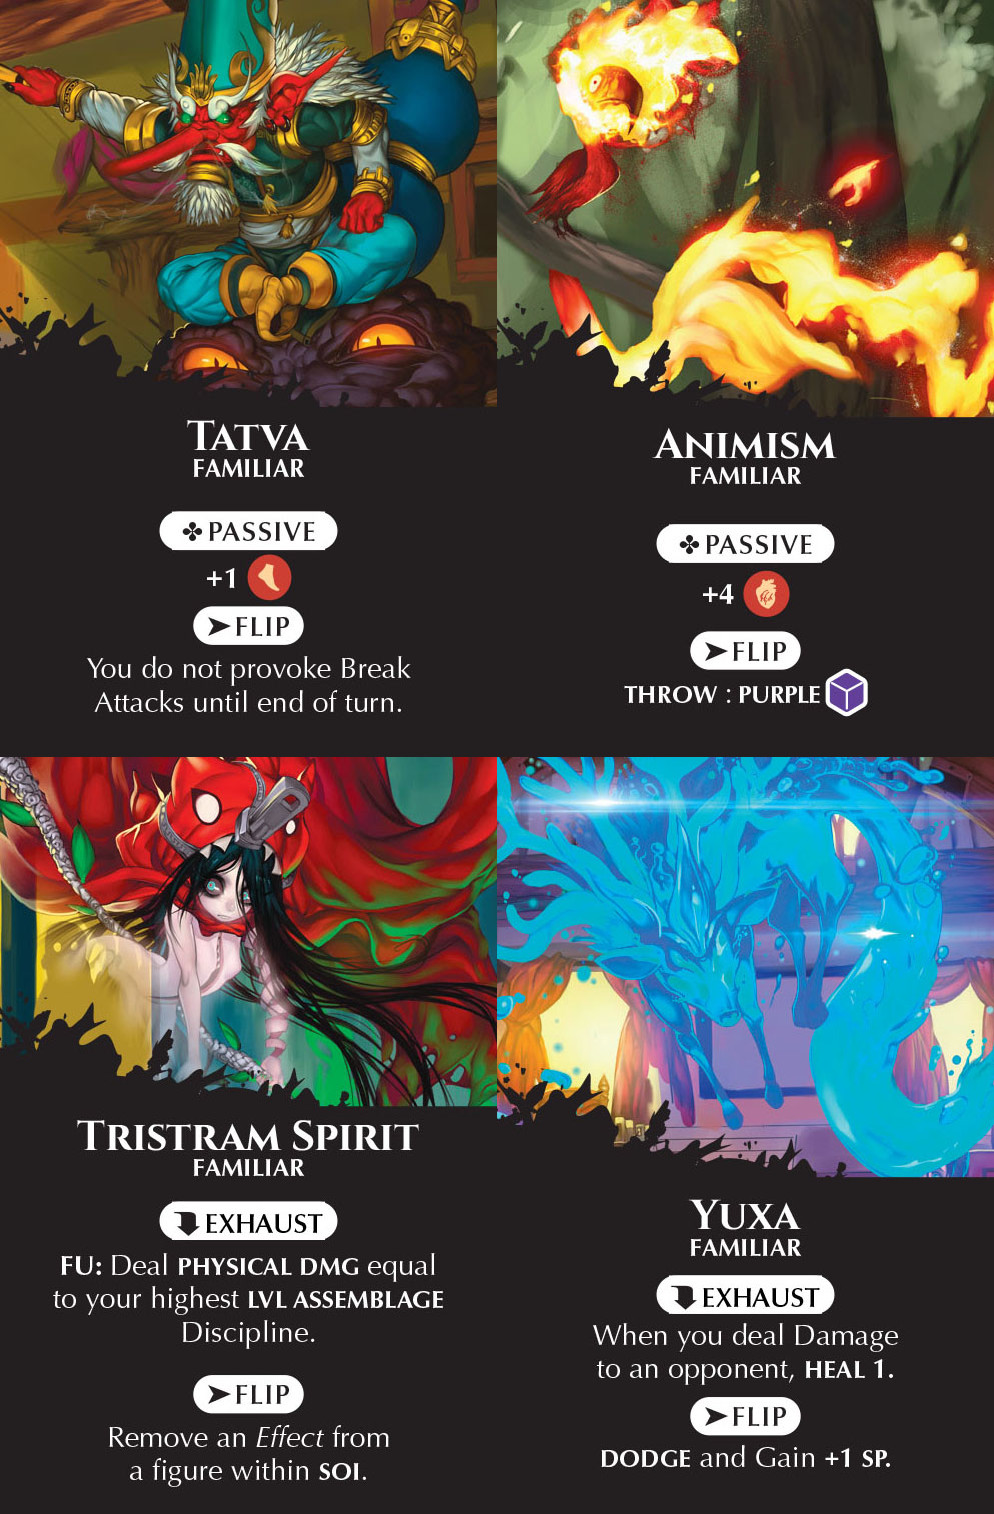 TATVA
FAMILIAR
PASSIVE
+1
FLIP
You do not provoke Break
Attacks until end of turn.
ANIMISM
FAMILIAR
PASSIVE
+4
FLIP
THROW : PURPLE
TRISTRAM SPIRIT
FAMILIAR
EXHAUST
FU: Deal PHYSICAL DMG equal
to your highest LVL ASSEMBLAGE
Discipline.
FLIP
Remove an Effect from
a figure within SOI.
YUXA
FAMILIAR
EXHAUST
When you deal Damage
to an opponent, HEAL 1.
FLIP
DODGE and Gain +1 SP.